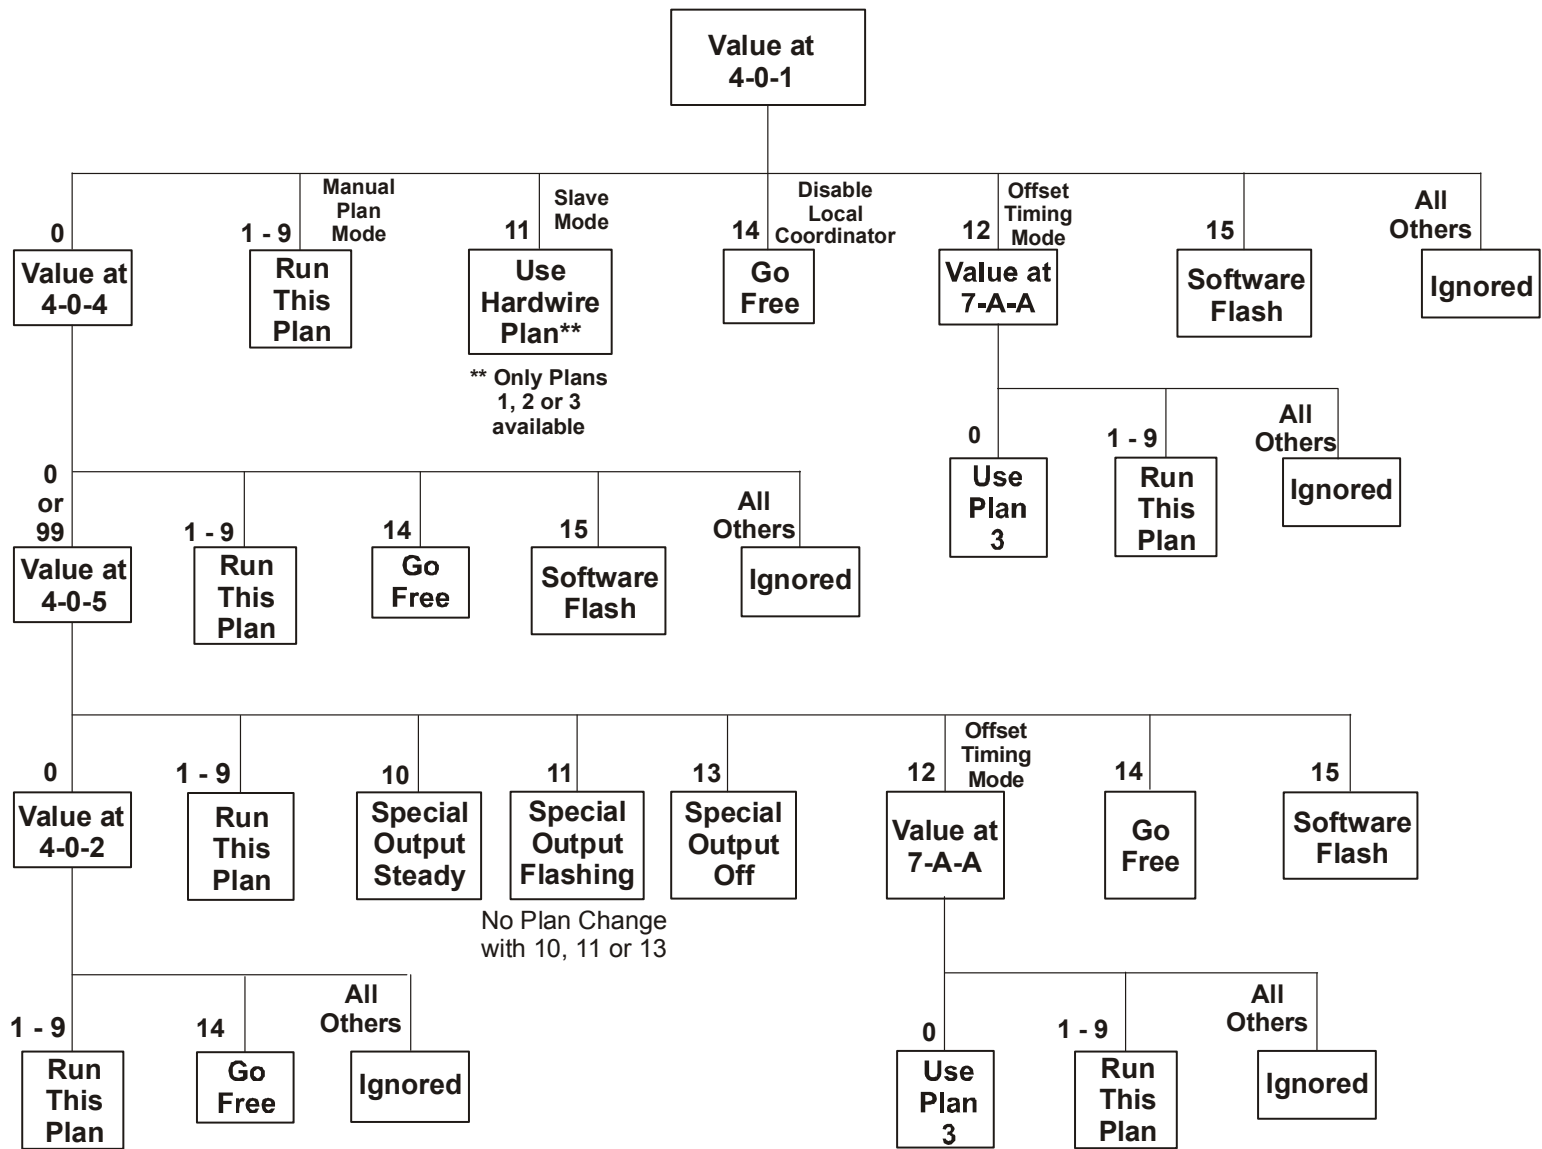 Value at
4-0-1
0
1 - 9
Manual
Plan
Mode
11
Slave
Mode
14
Disable
Local
Coordinator
12
Offset
Timing
Mode
15
All
Others
Value at
4-0-4
Run
This
Plan
Use
Hardwire
Plan**
** Only Plans
1, 2 or 3
available
Go
Free
Value at
7-A-A
Software
Flash
Ignored
0
1 - 9
All
Others
Use
Plan
3
Run
This
Plan
Ignored
0
or
99
1 - 9
14
15
All
Others
Value at
4-0-5
Run
This
Plan
Go
Free
Software
Flash
Ignored
0
1 - 9
10
11
13
12
Offset
Timing
Mode
14
15
Value at
4-0-2
Run
This
Plan
Special
Output
Steady
Special
Output
Flashing
Special
Output
Off
No Plan Change
with 10, 11 or 13
Value at
7-A-A
Go
Free
Software
Flash
1 - 9
14
All
Others
Run
This
Plan
Go
Free
Ignored
0
1 - 9
All
Others
Use
Plan
3
Run
This
Plan
Ignored